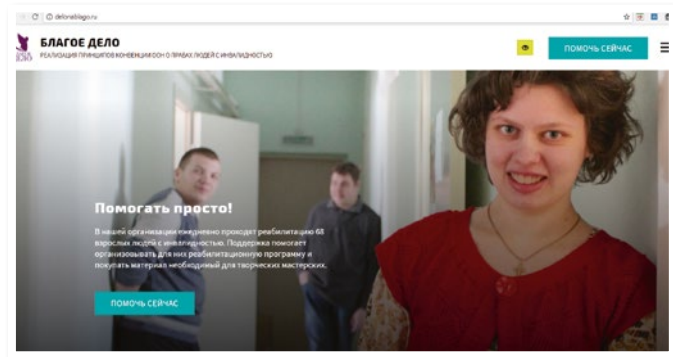 delonablago.ru
БЛАГОЕ ДЕЛО
РЕАЛИЗАЦИЯ ПРИНЦИПОВ КОНВЕНЦИИ ООН О ПРАВАХ ЛЮДЕЙ С ИНВАЛИДНОСТЬЮ
ПОМОЧЬ СЕЙЧАС
Помогать просто!
В нашей организации ежедневно проходят реабилитацию 68
взрослых людей с инвалидностью. Поддержка помогает
организовывать для них реабилитационную программу и
покупать материал необходимый для творческих мастерских.
ПОМОЧЬ СЕЙЧАС